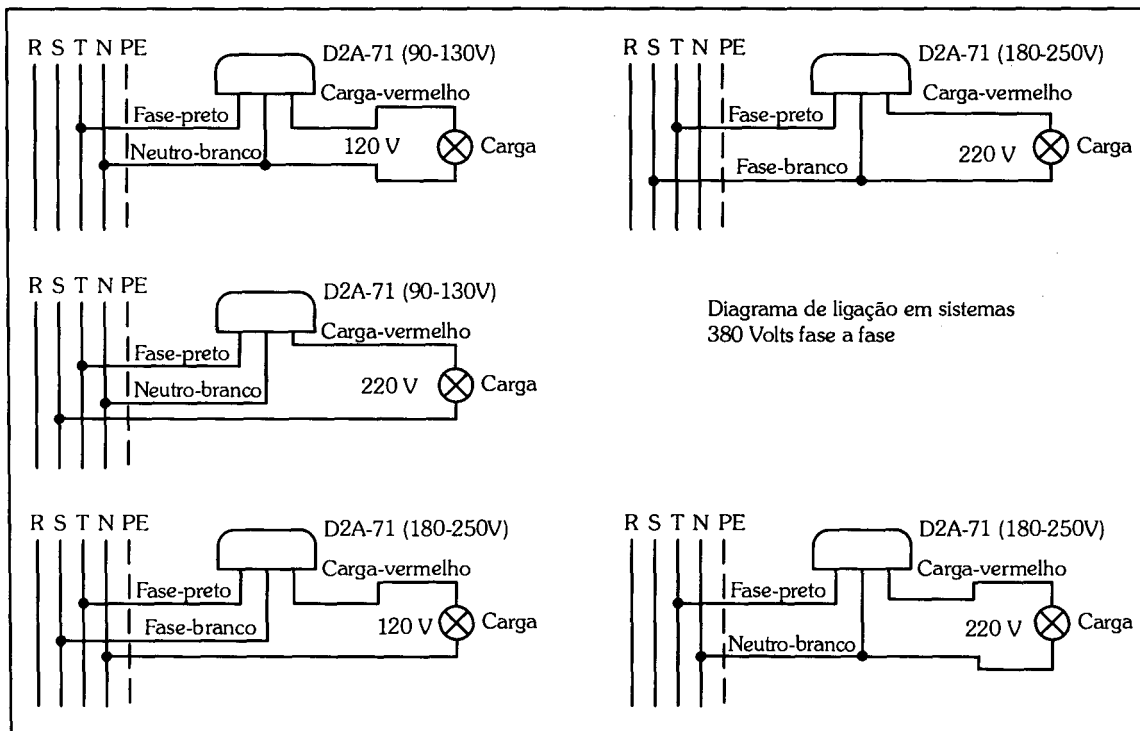 R S T N PE
D2A-71 (90-130V)
Carga-vermelho
Fase-preto
120 V
Carga
Neutro-branco
R S T N PE
D2A-71 (180-250V)
Carga-vermelho
Fase-preto
220 V
Carga
Fase-branco
R S T N PE
D2A-71 (90-130V)
Carga-vermelho
Fase-preto
220 V
Carga
Neutro-branco
Diagrama de ligação em sistemas
380 Volts fase a fase
R S T N PE
D2A-71 (180-250V)
Carga-vermelho
Fase-preto
120 V
Carga
Fase-branco
R S T N PE
D2A-71 (180-250V)
Carga-vermelho
Fase-preto
220 V
Carga
Neutro-branco